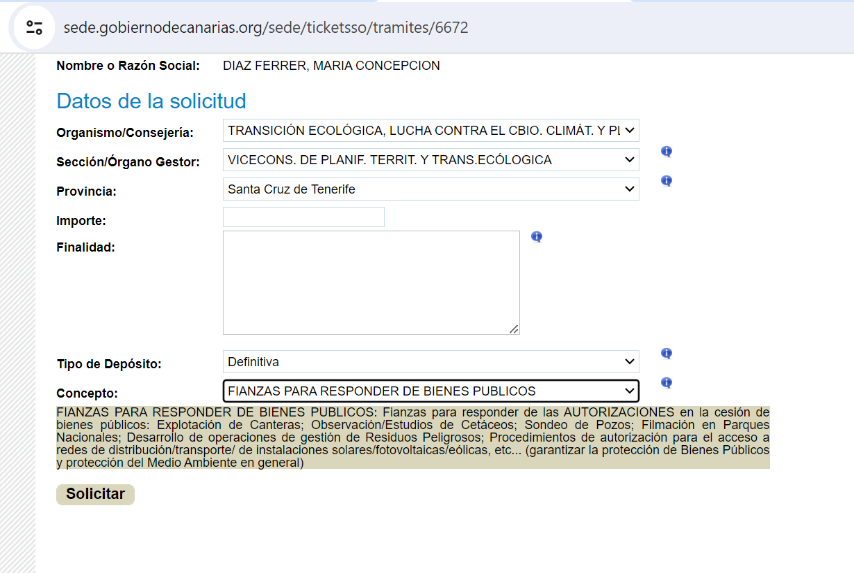 sede.gobiernodecanarias.org/sede/ticketsso/tramites/6672
Nombre o Razón Social: DIAZ FERRER, MARIA CONCEPCION
Datos de la solicitud
Organismo/Consejería: TRANSICIÓN ECOLÓGICA, LUCHA CONTRA EL CBIO. CLIMÁT. Y PL
Sección/Órgano Gestor: VICECONS. DE PLANIF. TERRIT. Y TRANS.ECÓLOGICA
Provincia: Santa Cruz de Tenerife
Importe:
Finalidad:
Tipo de Depósito: Definitiva
Concepto: FIANZAS PARA RESPONDER DE BIENES PUBLICOS
FIANZAS PARA RESPONDER DE BIENES PUBLICOS: Fianzas para responder de las AUTORIZACIONES en la cesión de
bienes públicos: Explotación de Canteras; Observación/Estudios de Cetáceos; Sondeo de Pozos; Filmación en Parques
Nacionales; Desarrollo de operaciones de gestión de Residuos Peligrosos; Procedimientos de autorización para el acceso a
redes de distribución/transporte/ de instalaciones solares/fotovoltaicas/eólicas, etc... (garantizar la protección de Bienes Públicos
y protección del Medio Ambiente en general)
Solicitar